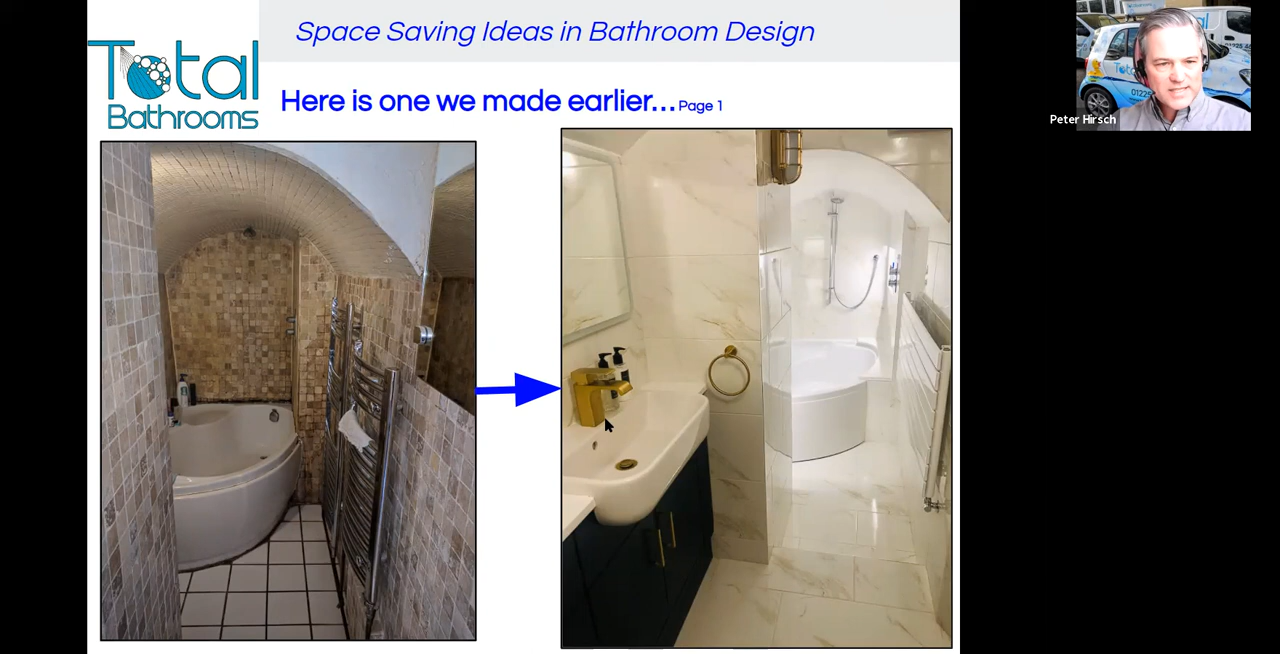 Space Saving Ideas in Bathroom Design
Total
Bathrooms
Here is one we made earlier... Page 1
Peter Hirsch